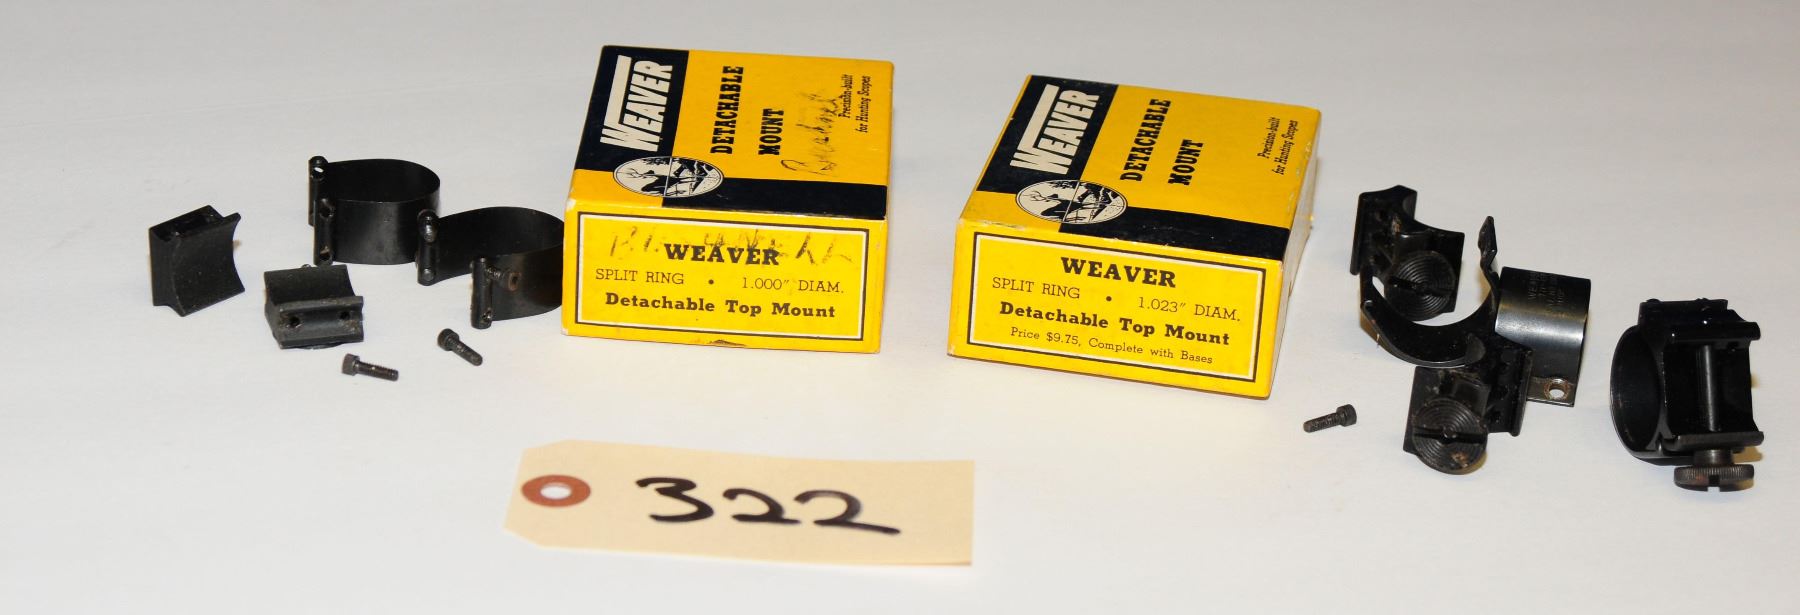 WEAVER
DETACHABLE
MOUNT
Precision-built
for Hunting Scopes
WEAVER
SPLIT RING • 1.000" DIAM.
Detachable Top Mount
WEAVER
DETACHABLE
MOUNT
Precision-built
for Hunting Scopes
WEAVER
SPLIT RING • 1.023" DIAM.
Detachable Top Mount
Price $9.75, Complete with Bases
322